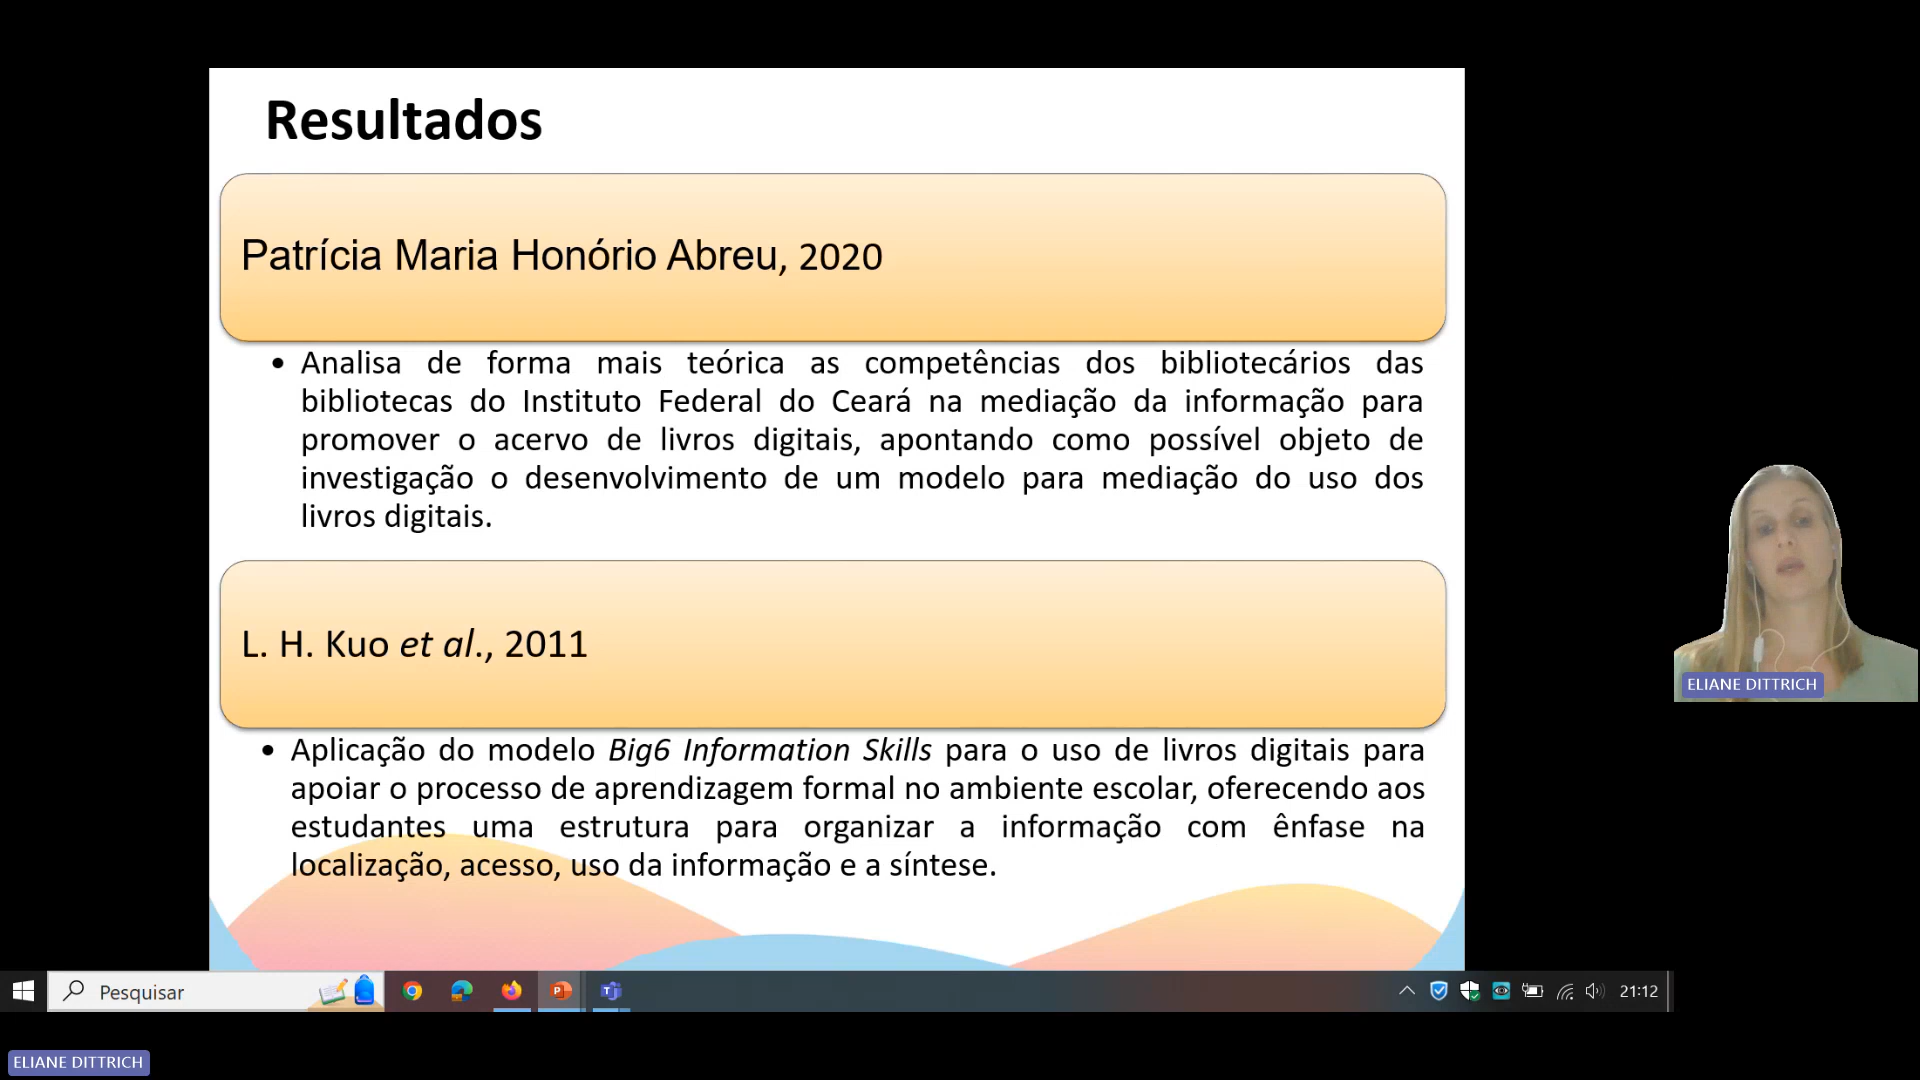 Resultados
Patrícia Maria Honório Abreu, 2020
• Analisa de forma mais teórica as competências dos bibliotecários das
bibliotecas do Instituto Federal do Ceará na mediação da informação para
promover o acervo de livros digitais, apontando como possível objeto de
investigação o desenvolvimento de um modelo para mediação do uso dos
livros digitais.
L. H. Kuo et al., 2011
• Aplicação do modelo Big6 Information Skills para o uso de livros digitais para
apoiar o processo de aprendizagem formal no ambiente escolar, oferecendo aos
estudantes uma estrutura para organizar a informação com ênfase na
localização, acesso, uso da informação e a síntese.
ELIANE DITTRICH
Pesquisar
21:12
ELIANE DITTRICH